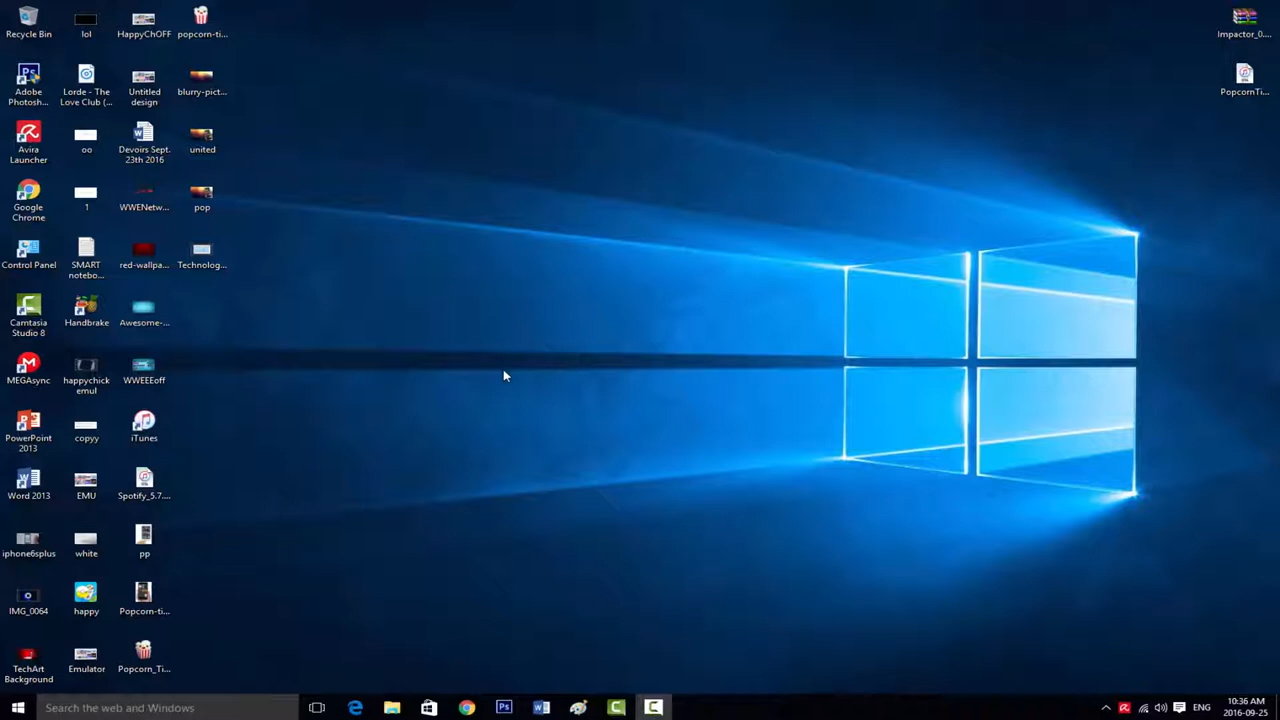 Recycle Bin
lol
HappyChOFF
popcorn-ti...
Impactor_0....
Adobe
Photosh...
Lorde - The
Love Club (...
Untitled
design
blurry-pict...
PopcornTi...
Avira
Launcher
oo
Devoirs Sept.
23th 2016
united
Google
Chrome
1
WWENetw...
pop
Control Panel
SMART
notebo...
red-wallpa...
Technolog...
Camtasia
Studio 8
Handbrake
Awesome-...
MEGAsync
happychick
emul
WWEEEoff
PowerPoint
2013
copyy
iTunes
Word 2013
EMU
Spotify_5.7....
iphone6splus
white
pp
IMG_0064
happy
Popcorn-ti...
TechArt
Background
Emulator
Popcorn_Ti...
Search the web and Windows
ENG
10:36 AM
2016-09-25